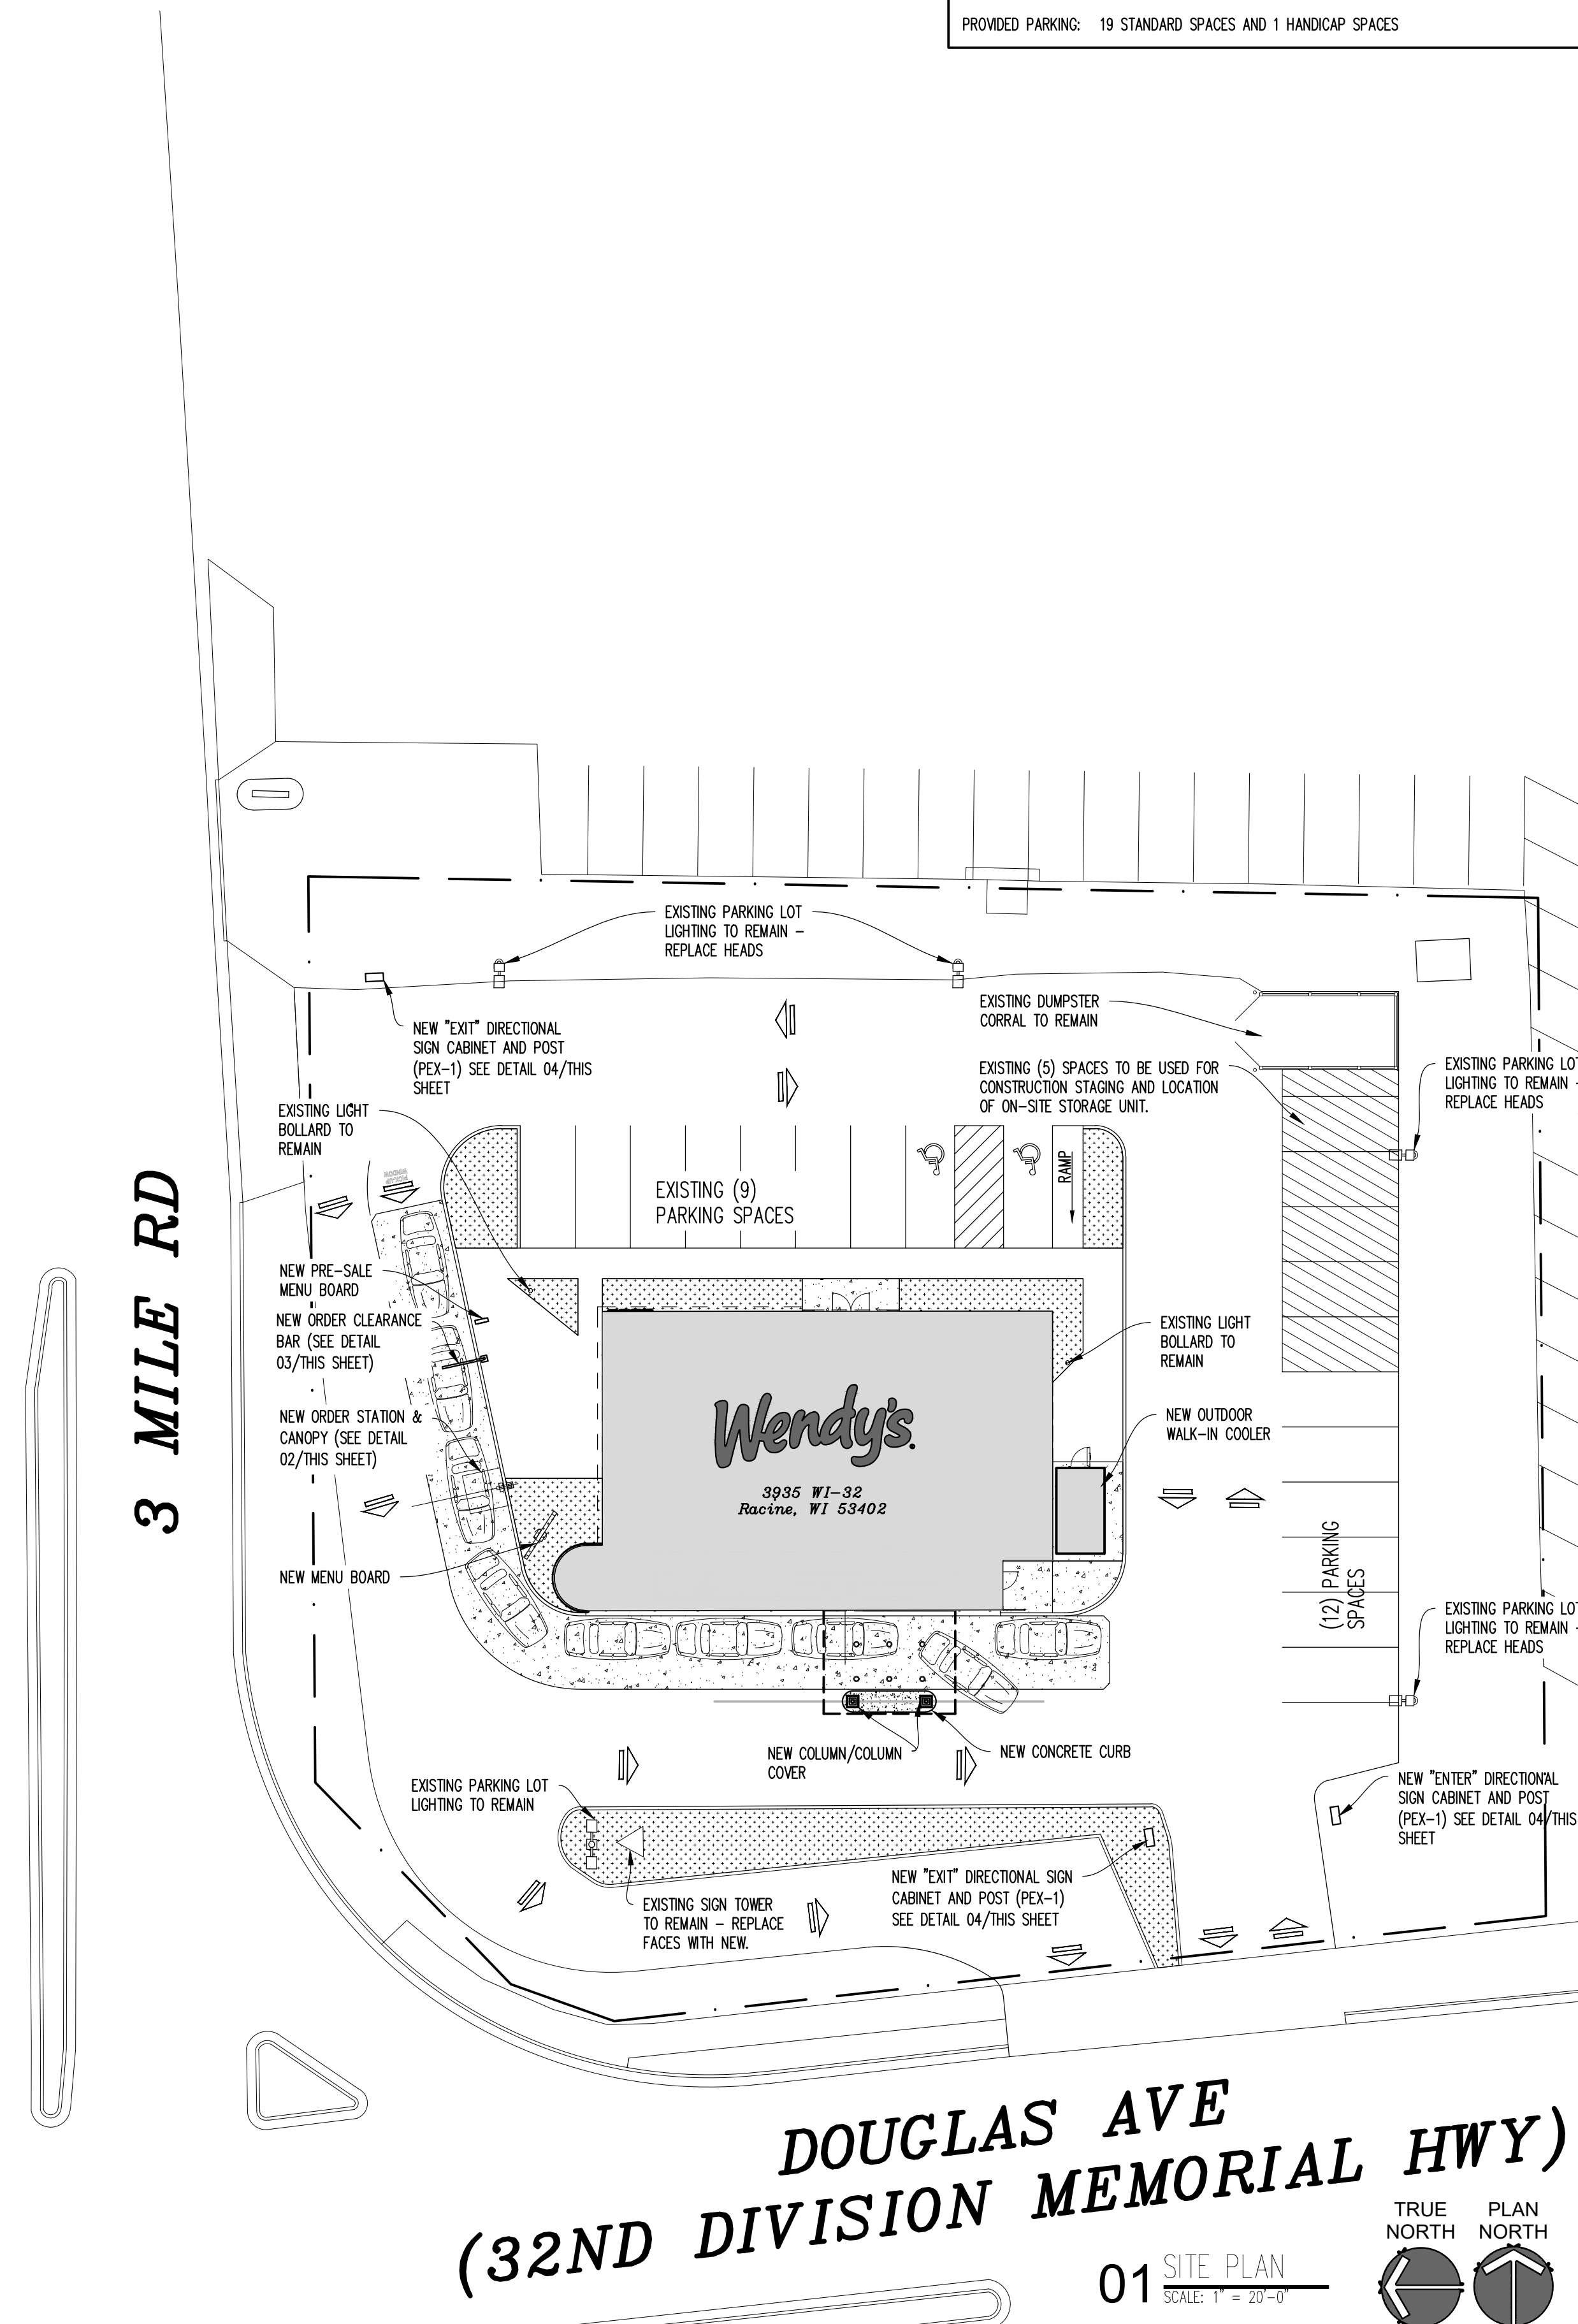 PROVIDED PARKING: 19 STANDARD SPACES AND 1 HANDICAP SPACES
EXISTING PARKING LOT
LIGHTING TO REMAIN –
REPLACE HEADS
NEW "EXIT" DIRECTIONAL
SIGN CABINET AND POST
(PEX–1) SEE DETAIL 04/THIS
SHEET
EXISTING DUMPSTER
CORRAL TO REMAIN
EXISTING (5) SPACES TO BE USED FOR
CONSTRUCTION STAGING AND LOCATION
OF ON–SITE STORAGE UNIT.
EXISTING PARKING LOT
LIGHTING TO REMAIN –
REPLACE HEADS
EXISTING LIGHT
BOLLARD TO
REMAIN
PICK-UP
WINDOW
EXISTING (9)
PARKING SPACES
RAMP
3 MILE RD
NEW PRE–SALE
MENU BOARD
NEW ORDER CLEARANCE
BAR (SEE DETAIL
03/THIS SHEET)
NEW ORDER STATION &
CANOPY (SEE DETAIL
02/THIS SHEET)
NEW MENU BOARD
Wendy's.
3935 WI–32
Racine, WI 53402
EXISTING LIGHT
BOLLARD TO
REMAIN
NEW OUTDOOR
WALK–IN COOLER
(12) PARKING
SPACES
EXISTING PARKING LOT
LIGHTING TO REMAIN –
REPLACE HEADS
NEW COLUMN/COLUMN
COVER
NEW CONCRETE CURB
EXISTING PARKING LOT
LIGHTING TO REMAIN
NEW "ENTER" DIRECTIONAL
SIGN CABINET AND POST
(PEX–1) SEE DETAIL 04/THIS
SHEET
NEW "EXIT" DIRECTIONAL SIGN
CABINET AND POST (PEX–1)
SEE DETAIL 04/THIS SHEET
EXISTING SIGN TOWER
TO REMAIN – REPLACE
FACES WITH NEW.
DOUGLAS AVE
(32ND DIVISION MEMORIAL HWY)
TRUE
NORTH
PLAN
NORTH
01 SITE PLAN
SCALE: 1" = 20'–0"